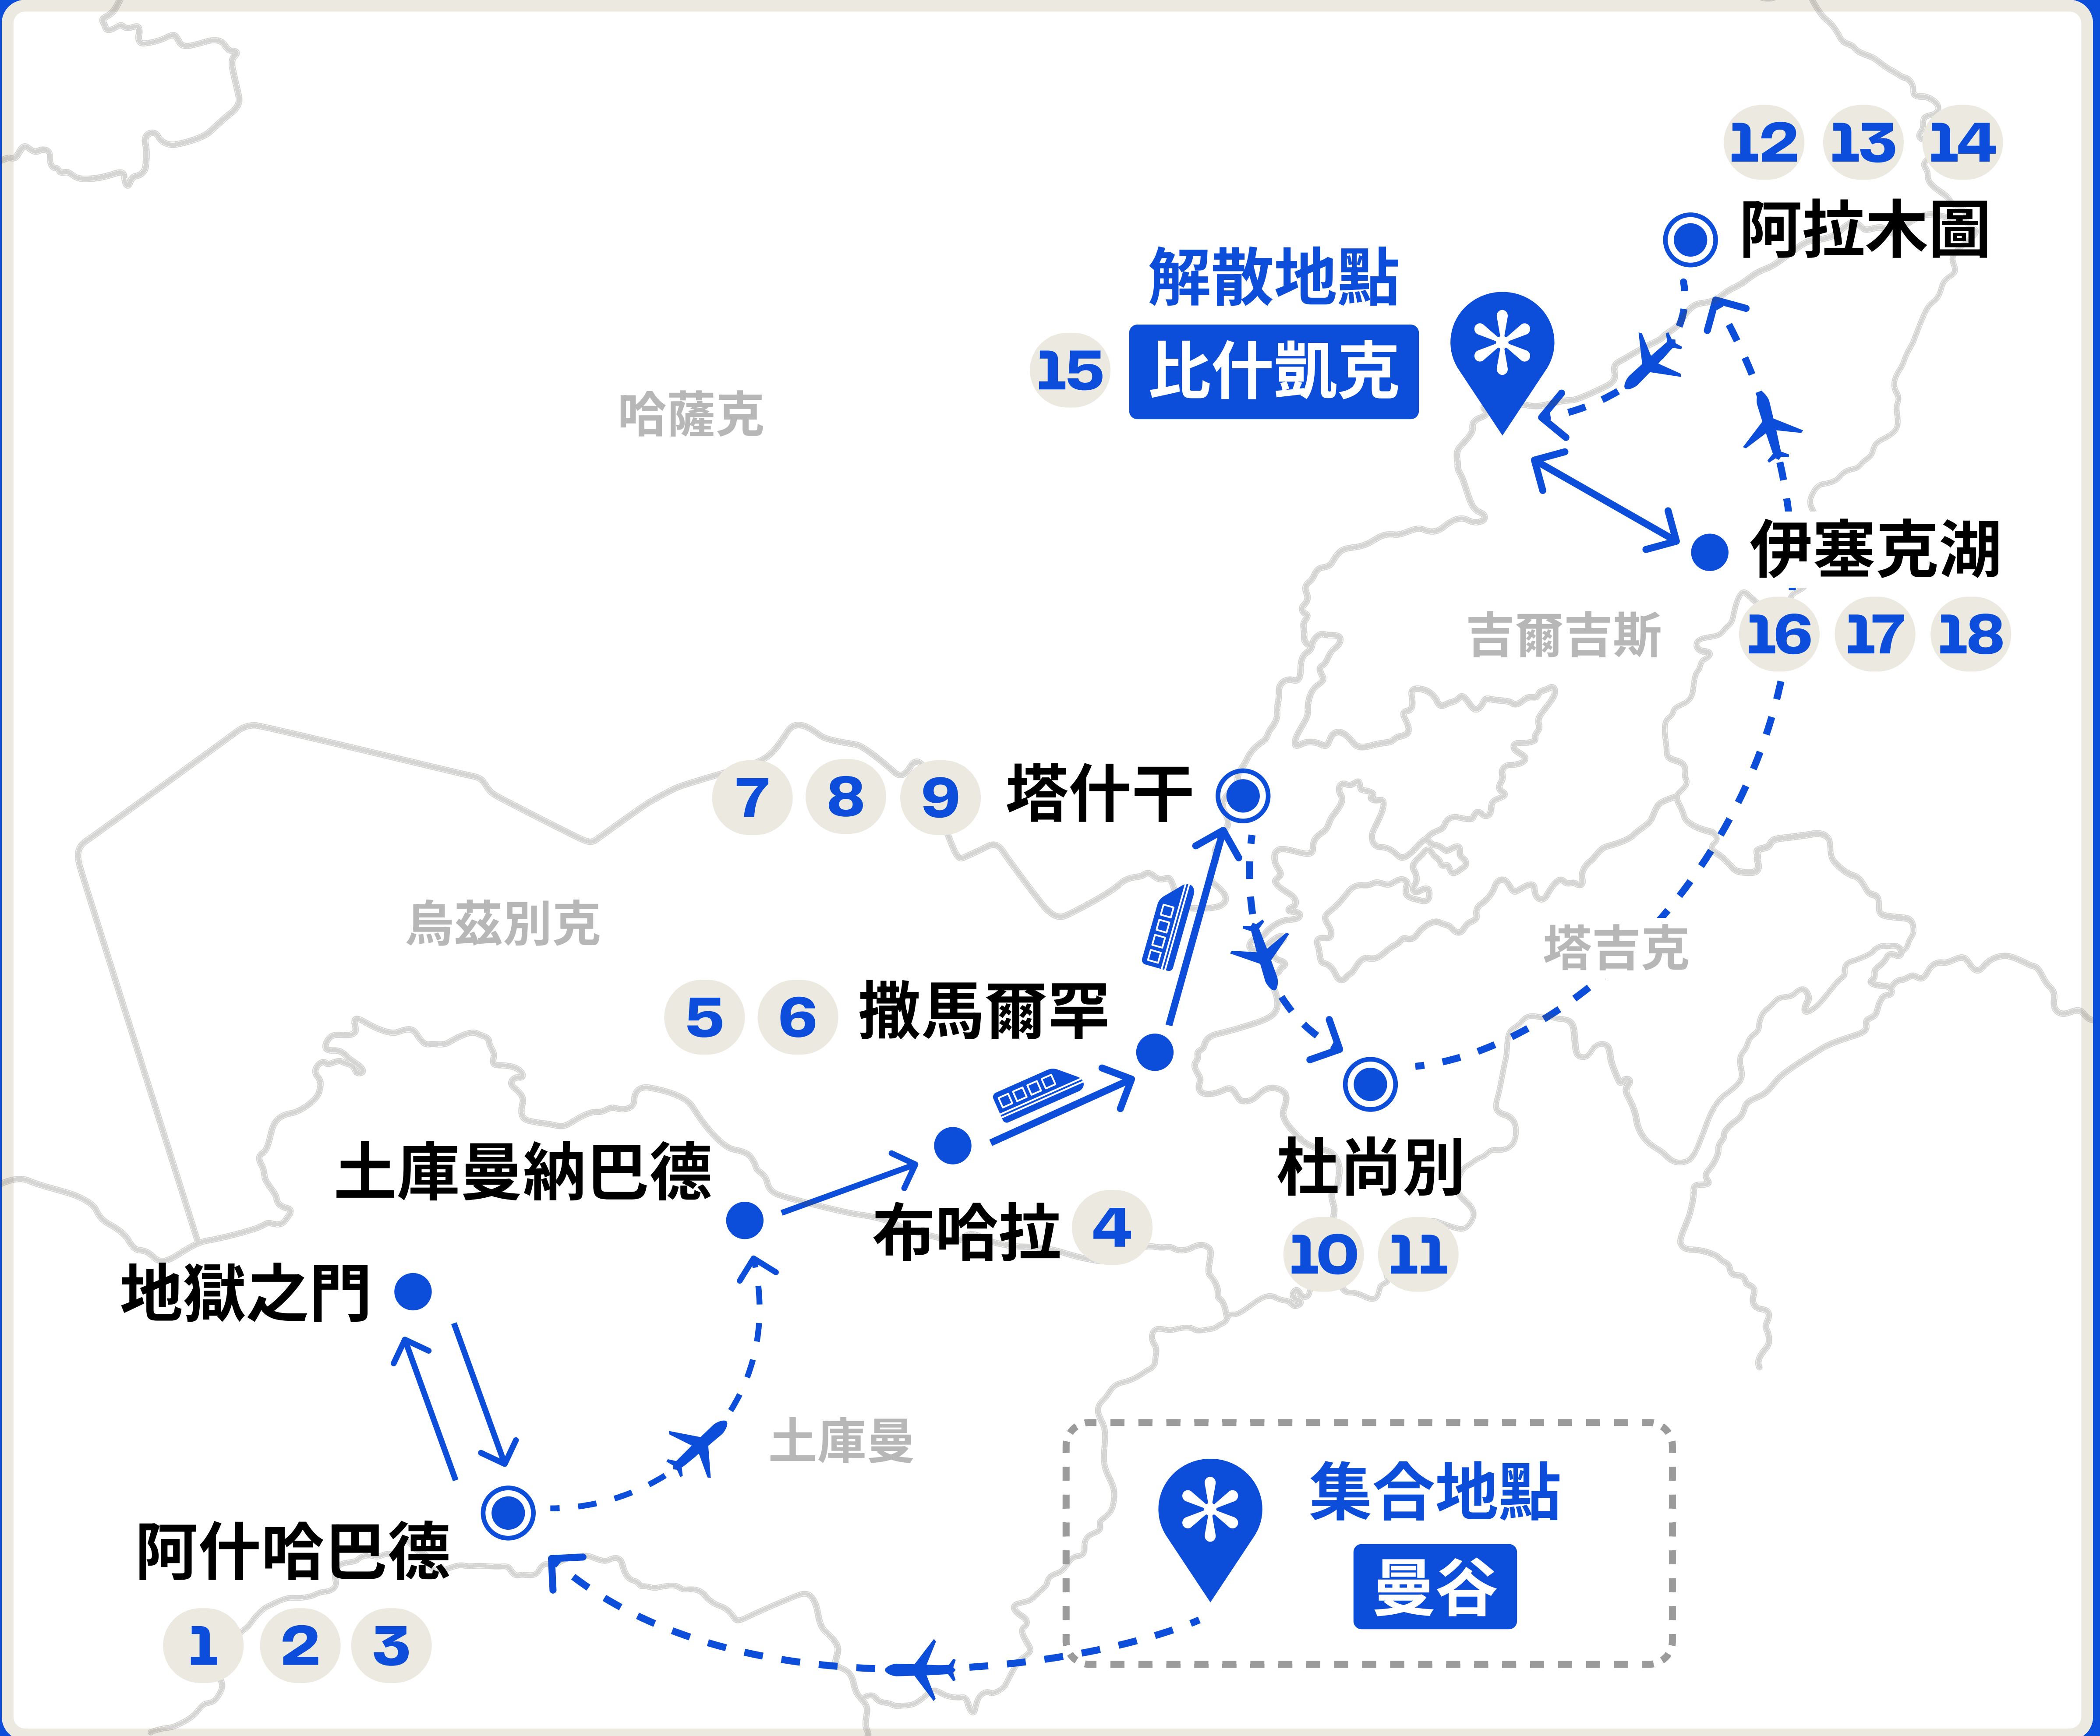 12 13 14
阿拉木圖
解散地點
15 比什凱克
哈薩克
伊塞克湖
16 17 18
吉爾吉斯
7 8 9 塔什干
烏茲別克
塔吉克
5 6 撒馬爾罕
土庫曼納巴德
布哈拉 4
杜尚別
10 11
地獄之門
土庫曼
阿什哈巴德
1 2 3
集合地點
曼谷